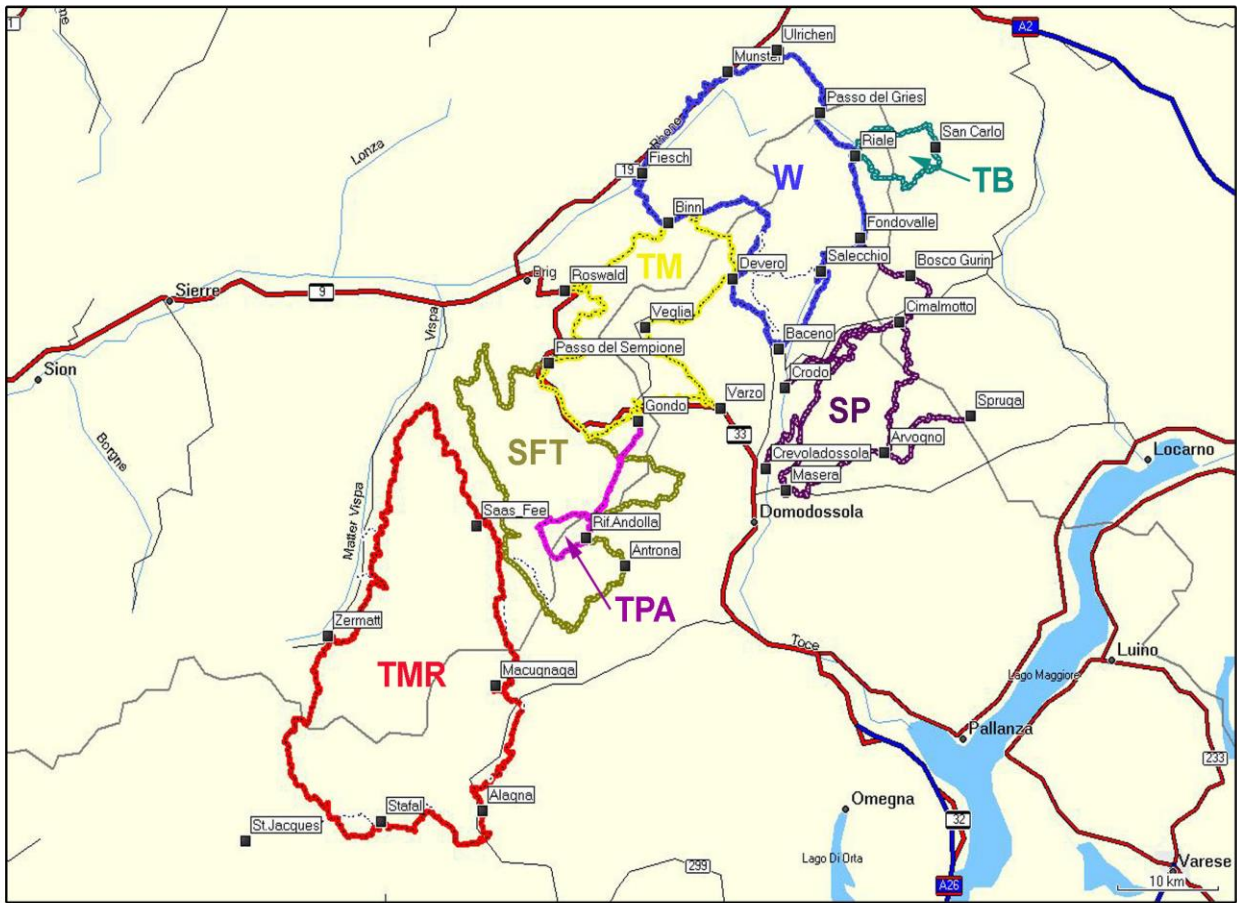 A2
1
Ulrichen
Munster
Passo del Gries
San Carlo
Riale
Lonza
Rhone
19
Fiesch
W
TB
Binn
Fondovalle
TM
Devero
Salecchio
Bosco Gurin
Brig
Roswald
Sierre
9
Cimalmotto
Veglia
Vispa
Baceno
Passo del Sempione
Sion
Crodo
SP
Varzo
Spruga
Gondo
33
SFT
Borgne
Arvogno
Crevoladossola
Locarno
Masera
Domodossola
Saas_Fee
Matter Vispa
Rif.Andolla
Antrona
TPA
Zermatt
Toce
Luino
TMR
Macugnaga
Lago Maggiore
Pallanza
233
Stafal
Alagna
Omegna
32
St.Jacques
Lago Di Orta
299
Varese
A26
10 km